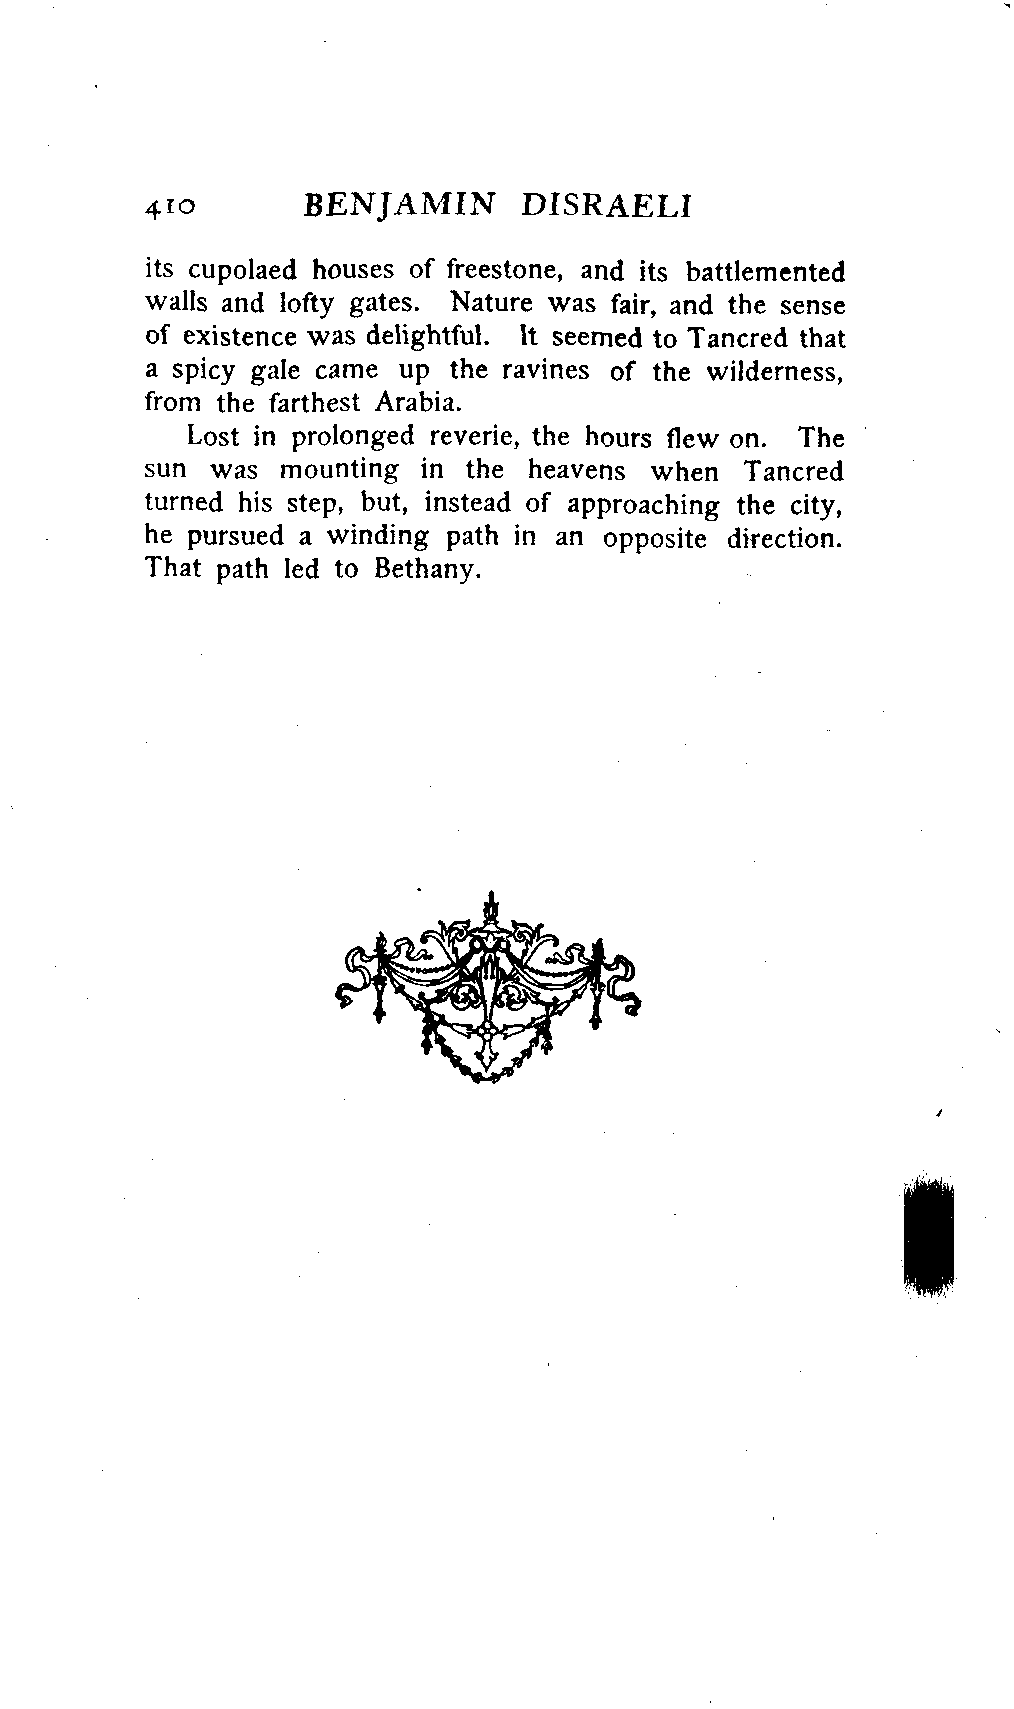 410 BENJAMIN DISRAELI
its cupolaed houses of freestone, and its battlemented
walls and lofty gates. Nature was fair, and the sense
of existence was delightful. It seemed to Tancred that
a spicy gale came up the ravines of the wilderness,
from the farthest Arabia.
Lost in prolonged reverie, the hours flew on. The
sun was mounting in the heavens when Tancred
turned his step, but, instead of approaching the city,
he pursued a winding path in an opposite direction.
That path led to Bethany.